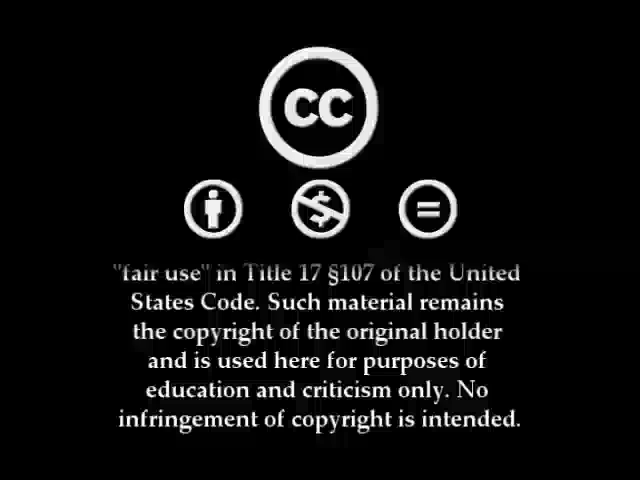 cc
"fair use" in Title 17 §107 of the United
States Code. Such material remains
the copyright of the original holder
and is used here for purposes of
education and criticism only. No
infringement of copyright is intended.